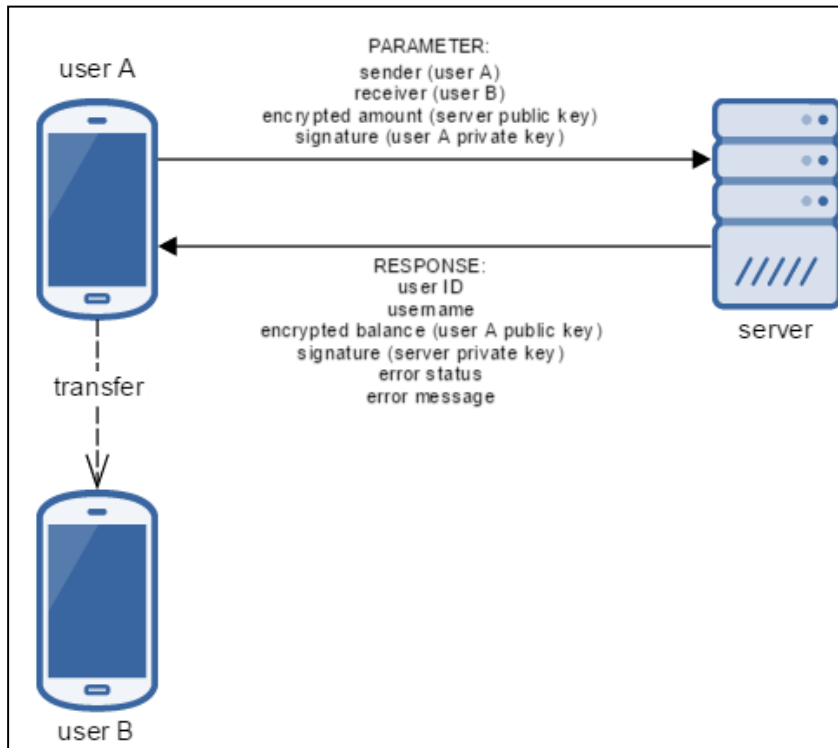 user A
PARAMETER:
sender (user A)
receiver (user B)
encrypted amount (server public key)
signature (user A private key)
RESPONSE:
user ID
username
encrypted balance (user A public key)
signature (server private key)
error status
error message
server
transfer
user B